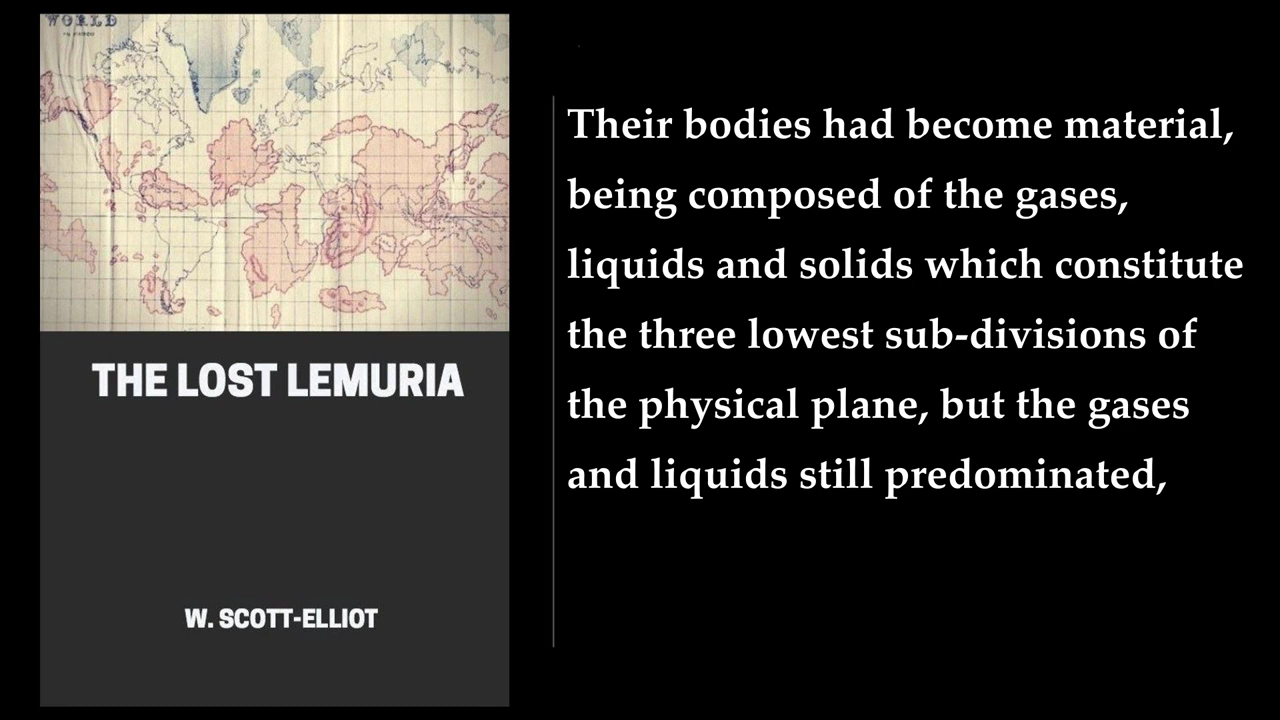 WORLD
THE LOST LEMURIA
W. SCOTT-ELLIOT
Their bodies had become material,
being composed of the gases,
liquids and solids which constitute
the three lowest sub-divisions of
the physical plane, but the gases
and liquids still predominated,